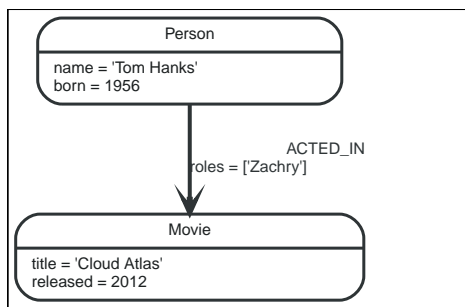 Person
name = 'Tom Hanks'
born = 1956
ACTED_IN
roles = ['Zachry']
Movie
title = 'Cloud Atlas'
released = 2012